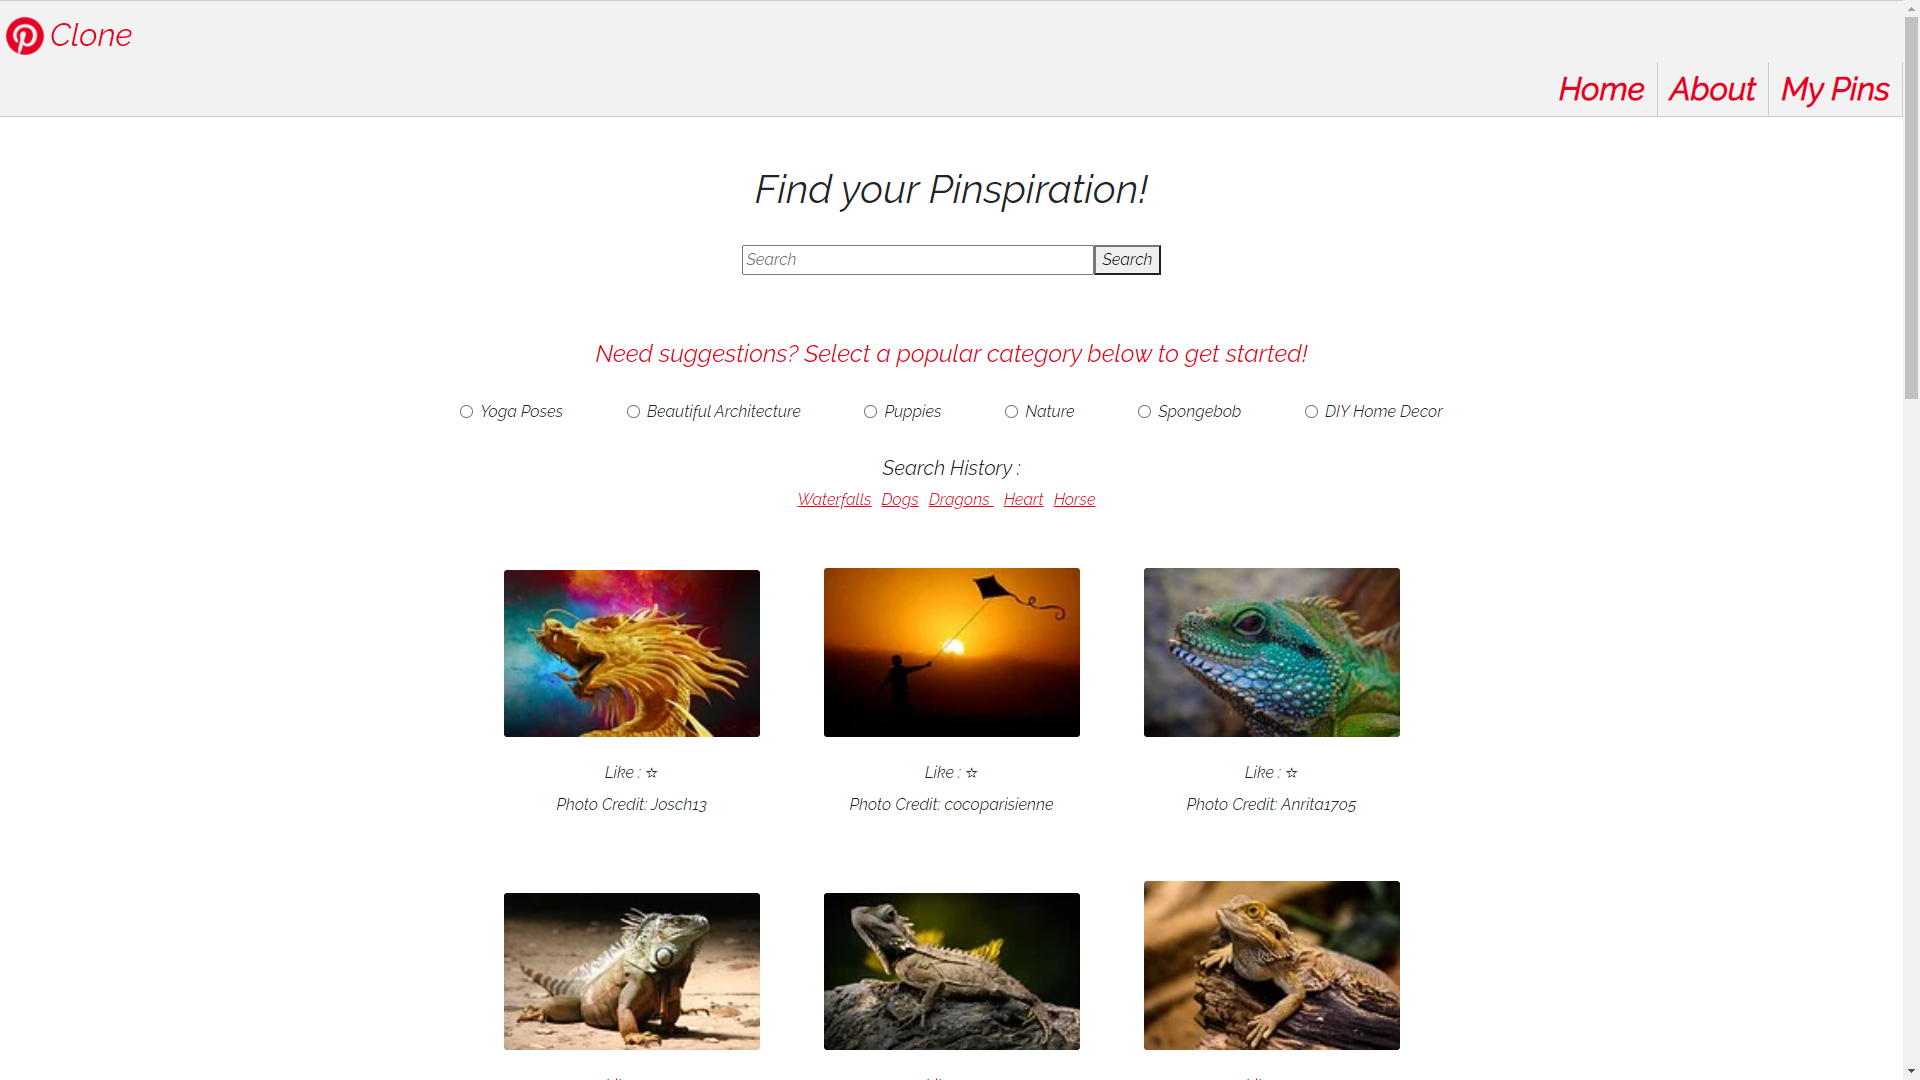 Clone
Home About My Pins
Find your Pinspiration!
Search Search
Need suggestions? Select a popular category below to get started!
Yoga Poses Beautiful Architecture Puppies Nature Spongebob DIY Home Decor
Search History :
Waterfalls Dogs Dragons Heart Horse
Like : ☆ Like : ☆ Like : ☆
Photo Credit: Josch13 Photo Credit: cocoparisienne Photo Credit: Anrita1705